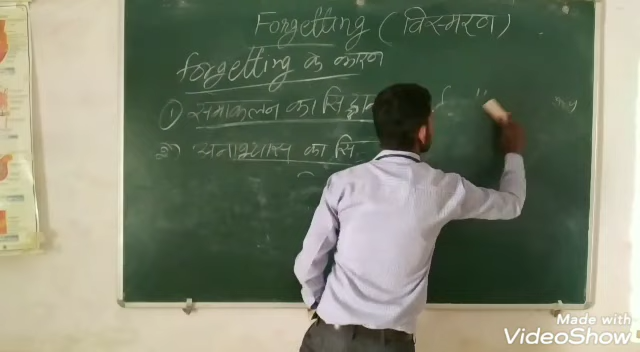 Forgetting (विस्मरण)
forgetting के कारण
① समाकलन का सिद्धान
② अनाभ्यास का सि
Made with
VideoShow